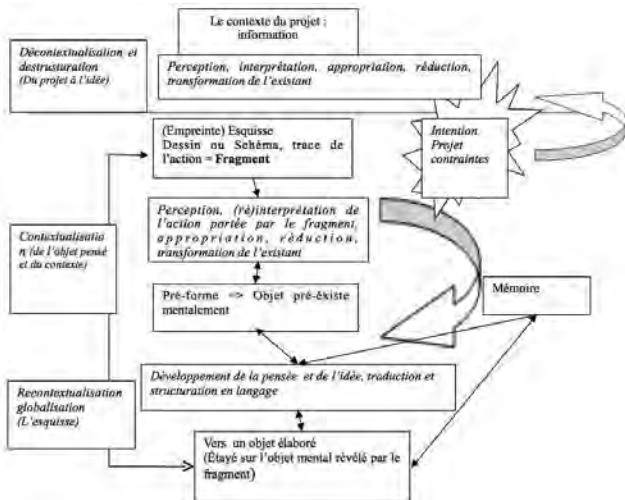 Le contexte du projet :
information
Décontextualisation et
destrusturation
(Du projet à l'idée)
Perception, interprétation, appropriation, réduction,
transformation de l'existant
(Empreinte) Esquisse
Dessin ou Schéma, trace de
l'action = Fragment
Intention
Projet
contraintes
Perception, (ré)interprétation de
l'action portée par le fragment,
appropriation, réduction,
transformation de l'existant
Contextualisatio
n (de l'objet pensé
et du contexte)
Pré-forme => Objet pré-éxiste
mentalement
Mémoire
Développement de la pensée et de l'idée, traduction et
structuration en langage
Recontextualisation
globalisation
(L'esquisse)
Vers un objet élaboré
(Étayé sur l'objet mental révélé par le
fragment)